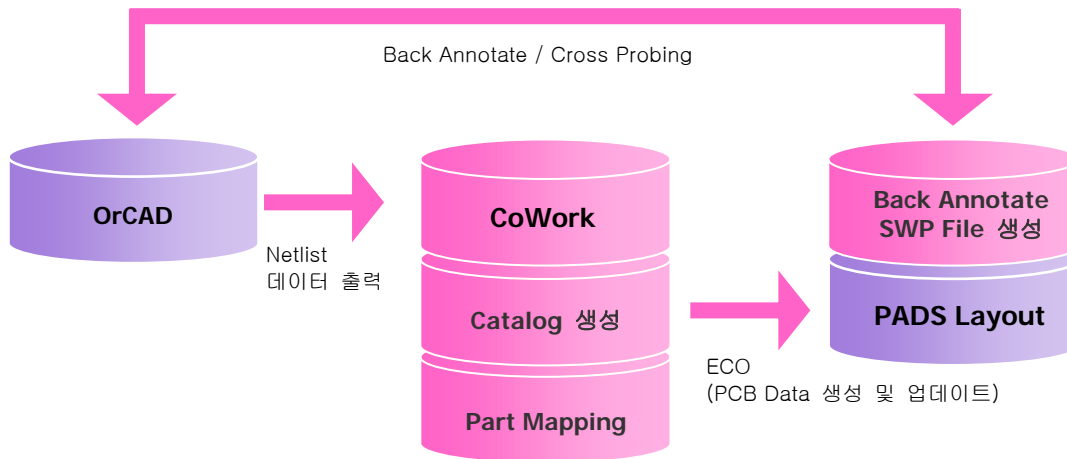 Back Annotate / Cross Probing
OrCAD
Netlist
데이터 출력
CoWork
Catalog 생성
Part Mapping
ECO
(PCB Data 생성 및 업데이트)
Back Annotate
SWP File 생성
PADS Layout